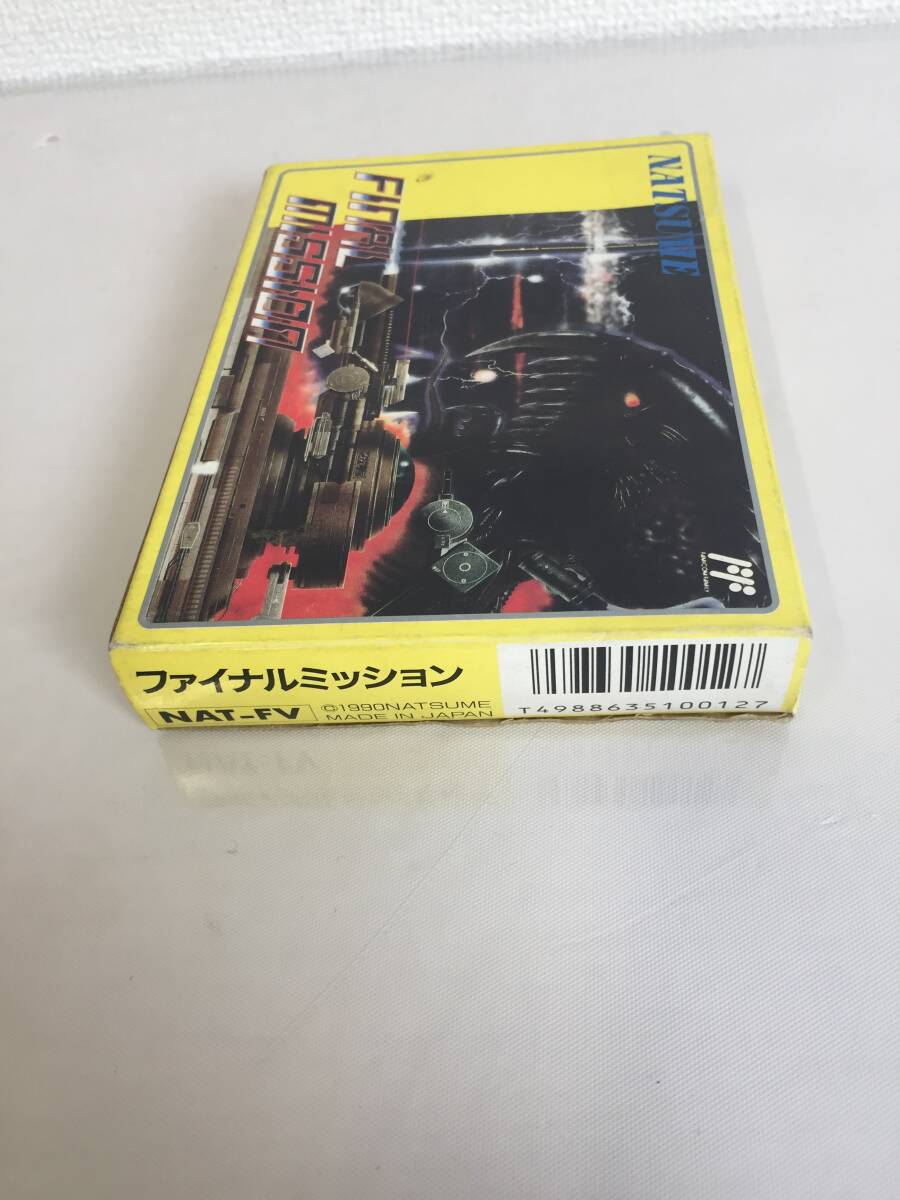 NATSUME
FINAL
MISSION
ファイナルミッション
NAT-FV
©1990NATSUME
MADE IN JAPAN
T4988635100127